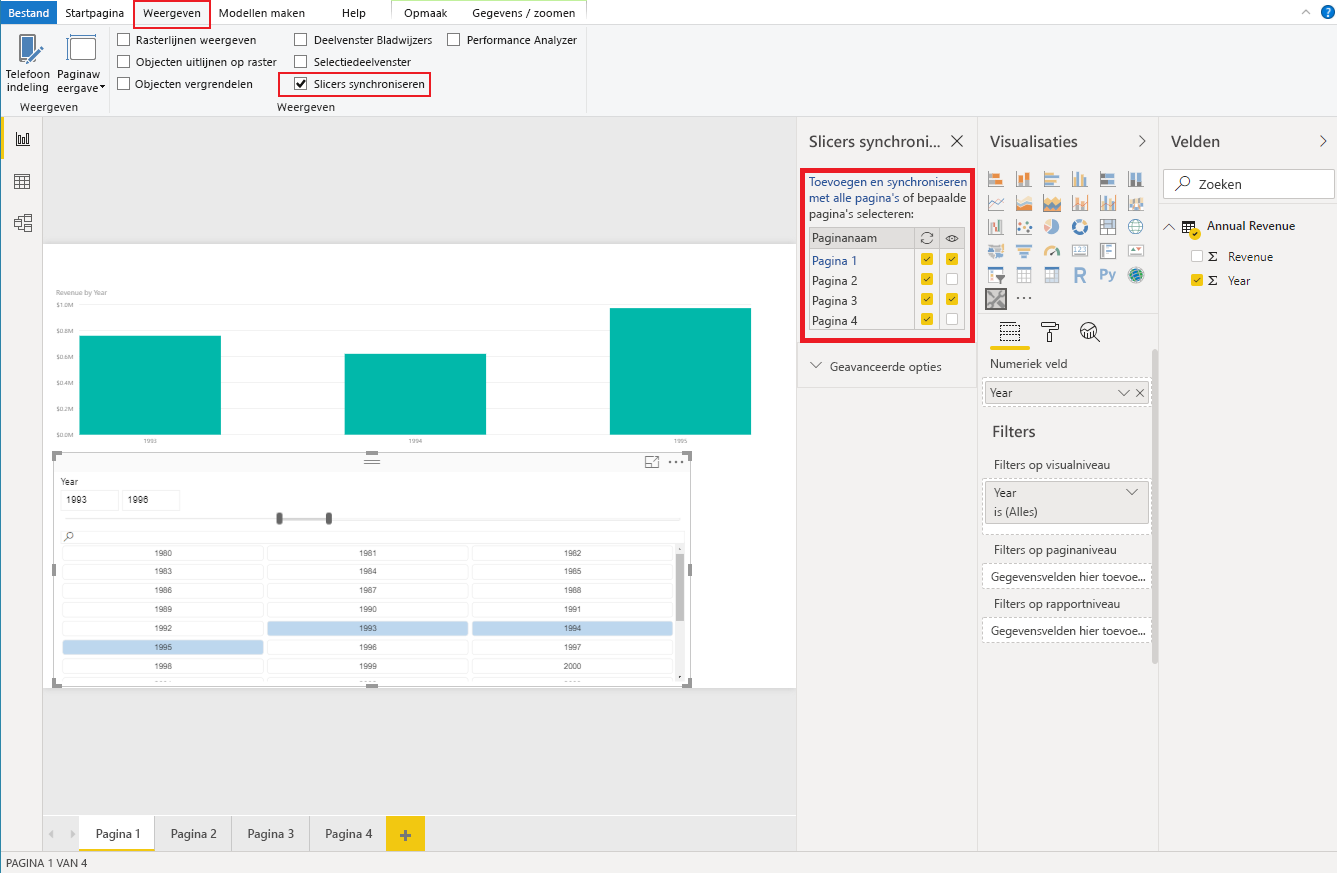 Bestand Startpagina Weergeven Modellen maken Help Opmaak Gegevens / zoomen
Telefoon indeling
Paginaw eergave
Weergeven
Rasterlijnen weergeven
Objecten uitlijnen op raster
Objecten vergrendelen
Deelvenster Bladwijzers
Selectiedeelvenster
Slicers synchroniseren
Performance Analyzer
Weergeven
Revenue by Year
$1.0M
$0.8M
$0.6M
$0.4M
$0.2M
$0.0M
1993 1994 1995
Year
1993 1996
1980 1981 1982
1983 1984 1985
1986 1987 1988
1989 1990 1991
1992 1993 1994
1995 1996 1997
1998 1999 2000
Slicers synchroni...
Toevoegen en synchroniseren
met alle pagina's of bepaalde
pagina's selecteren:
Paginanaam
Pagina 1
Pagina 2
Pagina 3
Pagina 4
Geavanceerde opties
Visualisaties
123
R Py
...
Numeriek veld
Year
Filters
Filters op visualniveau
Year
is (Alles)
Filters op paginaniveau
Gegevensvelden hier toevoe...
Filters op rapportniveau
Gegevensvelden hier toevoe...
Velden
Zoeken
Annual Revenue
Σ Revenue
Σ Year
Pagina 1 Pagina 2 Pagina 3 Pagina 4 +
PAGINA 1 VAN 4